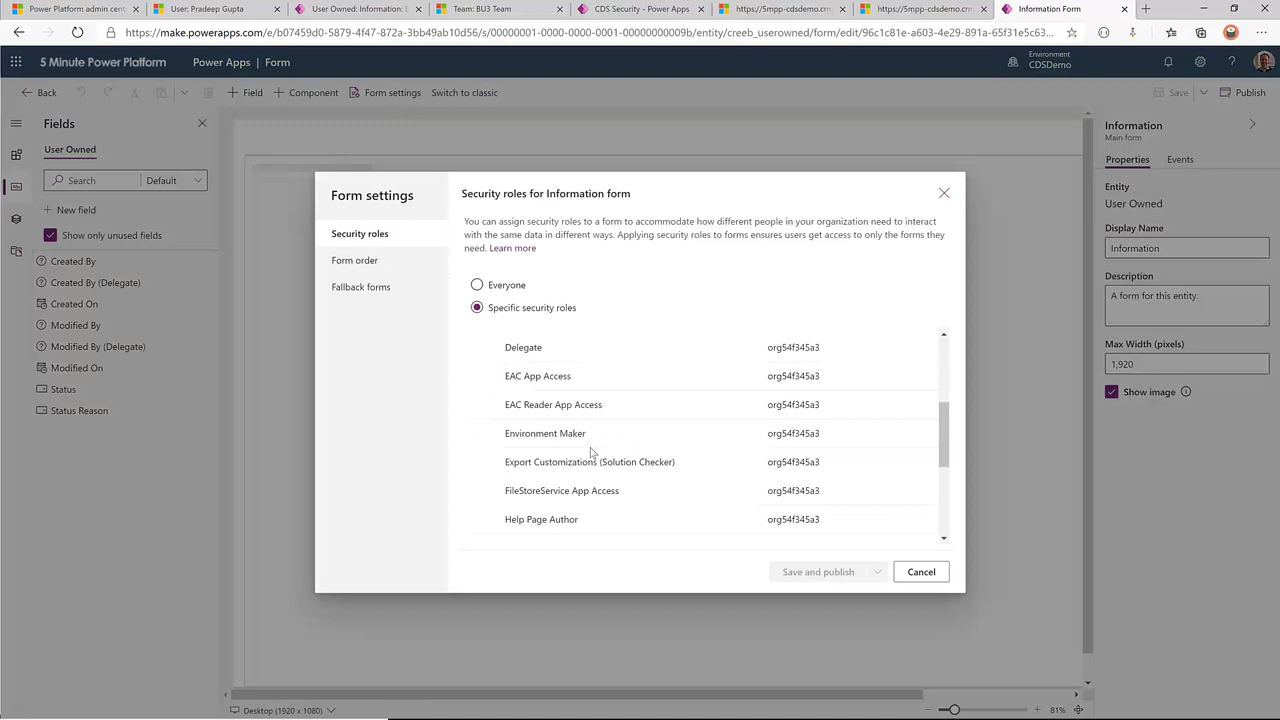 Power Platform admin cent
User: Pradeep Gupta
User Owned: Information: B
Team: BU3 Team
CDS Security - Power Apps
https://5mpp-cdsdemo.crm
https://5mpp-cdsdemo.crm
Information Form
https://make.powerapps.com/e/b07459d0-5879-4f47-872c-3bb49ab4bf57/s/00000001-0000-0000-0001-00000000009b/entity/creeb_userowned/form/edit/96c1c81e-a603-4e29-891a-65f31e5c63...
5 Minute Power Platform
Power Apps | Form
Environment
CDSDemo
Back
Field
Component
Form settings
Switch to classic
Save
Publish
Fields
User Owned
Search
Default
New field
Show only unused fields
Created By
Created By (Delegate)
Created On
Modified By
Modified By (Delegate)
Modified On
Status
Status Reason
Form settings
Security roles
Form order
Fallback forms
Security roles for Information form
You can assign security roles to a form to accommodate how different people in your organization need to interact
with the same data in different ways. Applying security roles to forms ensures users get access to only the forms they
need. Learn more
Everyone
Specific security roles
Delegate org54f345a3
EAC App Access org54f345a3
EAC Reader App Access org54f345a3
Environment Maker org54f345a3
Export Customizations (Solution Checker) org54f345a3
FileStoreService App Access org54f345a3
Help Page Author org54f345a3
Save and publish
Cancel
Information
Main form
Properties
Events
Entity
User Owned
Display Name
Information
Description
A form for this entity.
Max Width (pixels)
1,920
Show image
Desktop (1920 x 1080)
81%